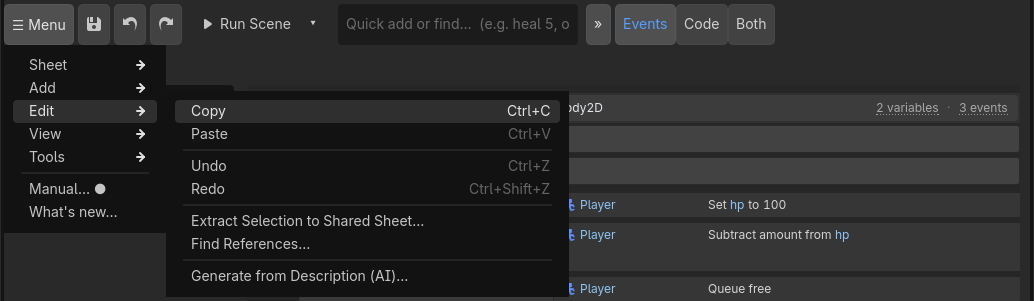 ☰ Menu
Run Scene
Quick add or find... (e.g. heal 5, o
»
Events
Code
Both
Sheet
Add
Edit
View
Tools
Manual...
What's new...
Copy Ctrl+C
Paste Ctrl+V
Undo Ctrl+Z
Redo Ctrl+Shift+Z
Extract Selection to Shared Sheet...
Find References...
Generate from Description (AI)...
ody2D
2 variables · 3 events
Player Set hp to 100
Player Subtract amount from hp
Player Queue free